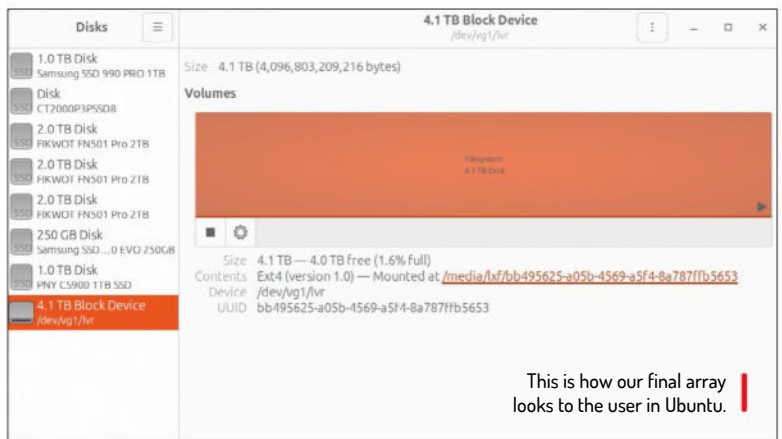 Disks
4.1 TB Block Device
/dev/vg1/lvr
1.0 TB Disk
Samsung SSD 990 PRO 1TB
Disk
CT2000P3PSSD8
2.0 TB Disk
FIKWOT FN501 Pro 2TB
2.0 TB Disk
FIKWOT FN501 Pro 2TB
2.0 TB Disk
FIKWOT FN501 Pro 2TB
250 GB Disk
Samsung SSD...0 EVO 250GB
1.0 TB Disk
PNY CS900 1TB SSD
4.1 TB Block Device
/dev/vg1/lvr
SSD
SSD
SSD
SSD
SSD
SSD
SSD
Size 4.1 TB (4,096,803,209,216 bytes)
Volumes
Filesystem
4.1 TB Ext4
Size 4.1 TB — 4.0 TB free (1.6% full)
Contents Ext4 (version 1.0) — Mounted at /media/lxf/bb495625-a05b-4569-a5f4-8a787ffb5653
Device /dev/vg1/lvr
UUID bb495625-a05b-4569-a5f4-8a787ffb5653
This is how our final array
looks to the user in Ubuntu.